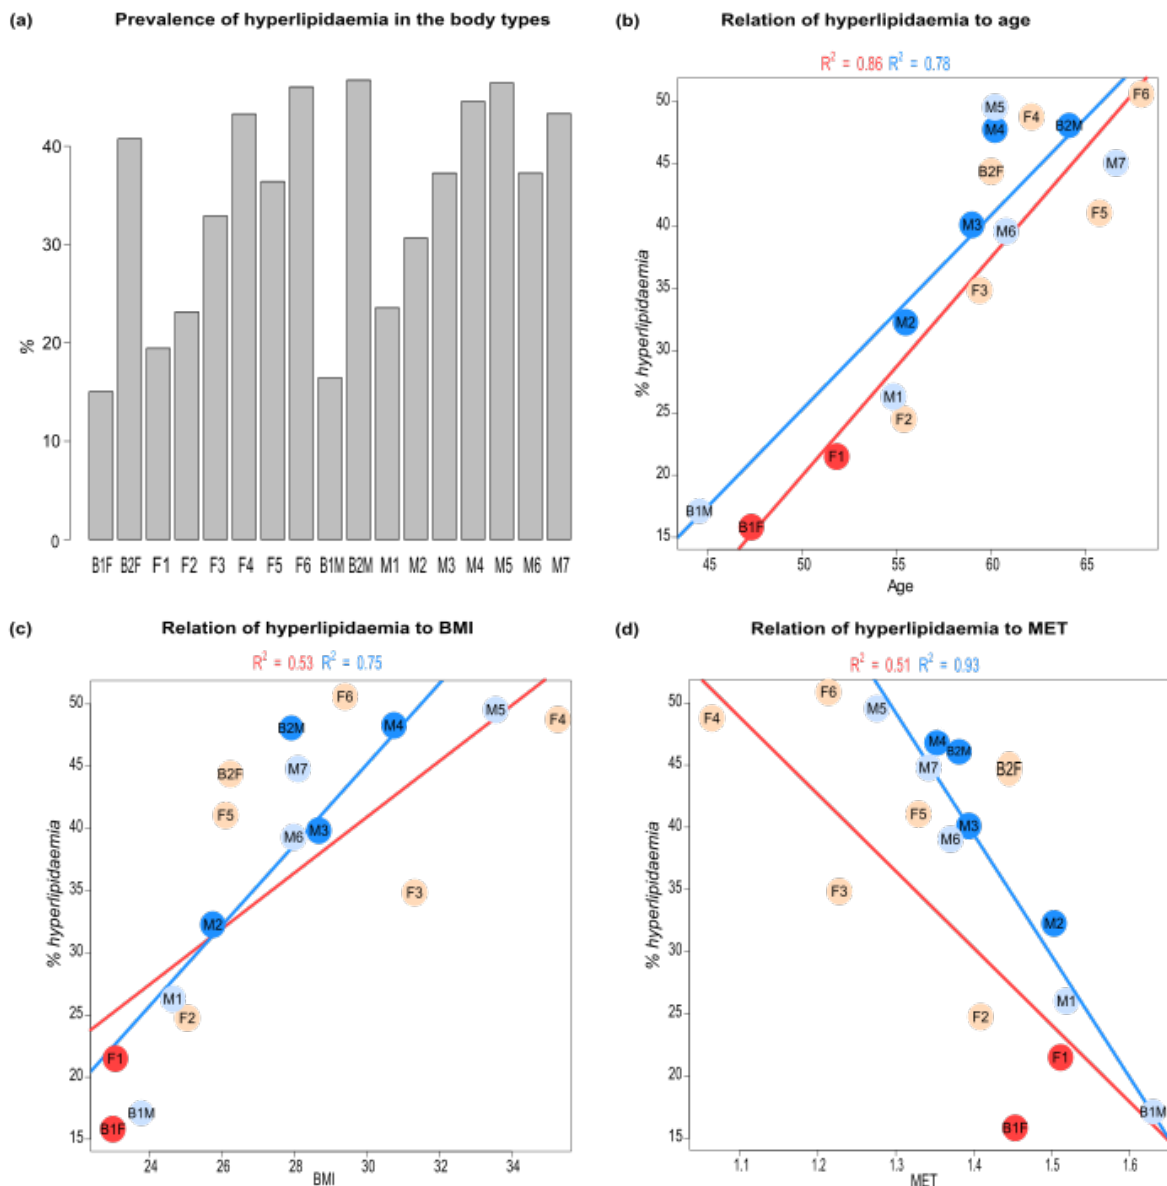 (a) Prevalence of hyperlipidaemia in the body types
40
30
20
10
0
%
B1F B2F F1 F2 F3 F4 F5 F6 B1M B2M M1 M2 M3 M4 M5 M6 M7
(b) Relation of hyperlipidaemia to age
R² = 0.86 R² = 0.78
50
45
40
35
30
25
20
15
% hyperlipidaemia
F6
M5
F4
M4
B2M
B2F
M7
F5
M3
M6
F3
M2
M1
F2
F1
B1M
B1F
45 50 55 60 65
Age
(c) Relation of hyperlipidaemia to BMI
R² = 0.53 R² = 0.75
50
45
40
35
30
25
20
15
% hyperlipidaemia
F6
M5
F4
B2M
M4
M7
B2F
F5
M6
M3
F3
M2
M1
F2
F1
B1M
B1F
24 26 28 30 32 34
BMI
(d) Relation of hyperlipidaemia to MET
R² = 0.51 R² = 0.93
50
45
40
35
30
25
20
15
% hyperlipidaemia
F6
M5
F4
M4
B2M
M7
B2F
F5
M3
M6
F3
M2
M1
F2
F1
B1M
B1F
1.1 1.2 1.3 1.4 1.5 1.6
MET